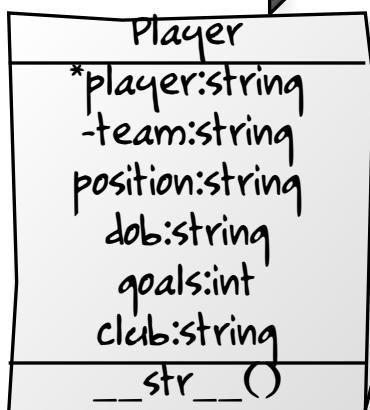 Player
*player:string
-team:string
position:string
dob:string
goals:int
club:string
__str__()